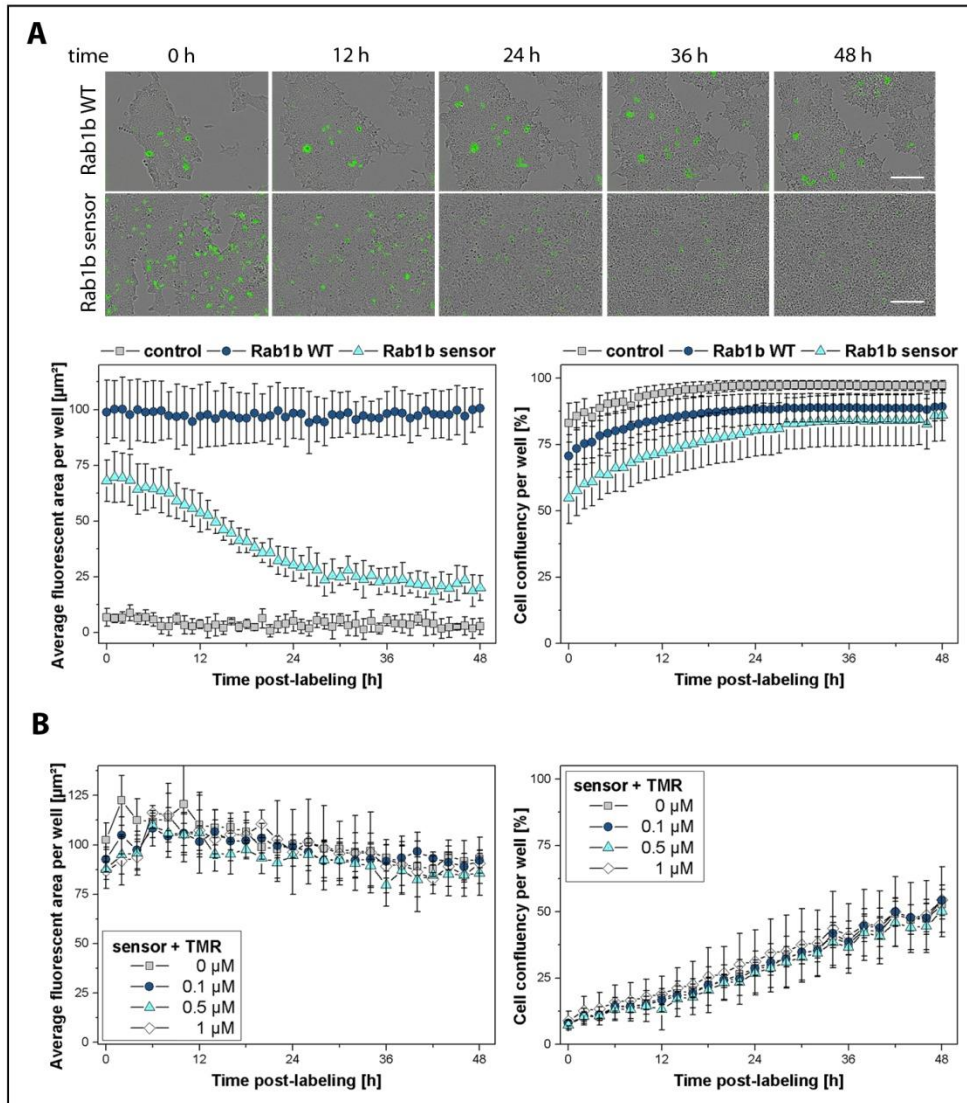 A
time 0 h 12 h 24 h 36 h 48 h
Rab1b WT
Rab1b sensor
control Rab1b WT Rab1b sensor
control Rab1b WT Rab1b sensor
Average fluorescent area per well [µm²]
100
75
50
25
0
0 12 24 36 48
Time post-labeling [h]
Cell confluency per well [%]
100
75
50
25
0
0 12 24 36 48
Time post-labeling [h]
B
Average fluorescent area per well [µm²]
125
100
75
50
25
0
sensor + TMR
0 µM
0.1 µM
0.5 µM
1 µM
0 12 24 36 48
Time post-labeling [h]
Cell confluency per well [%]
100
75
50
25
0
sensor + TMR
0 µM
0.1 µM
0.5 µM
1 µM
0 12 24 36 48
Time post-labeling [h]